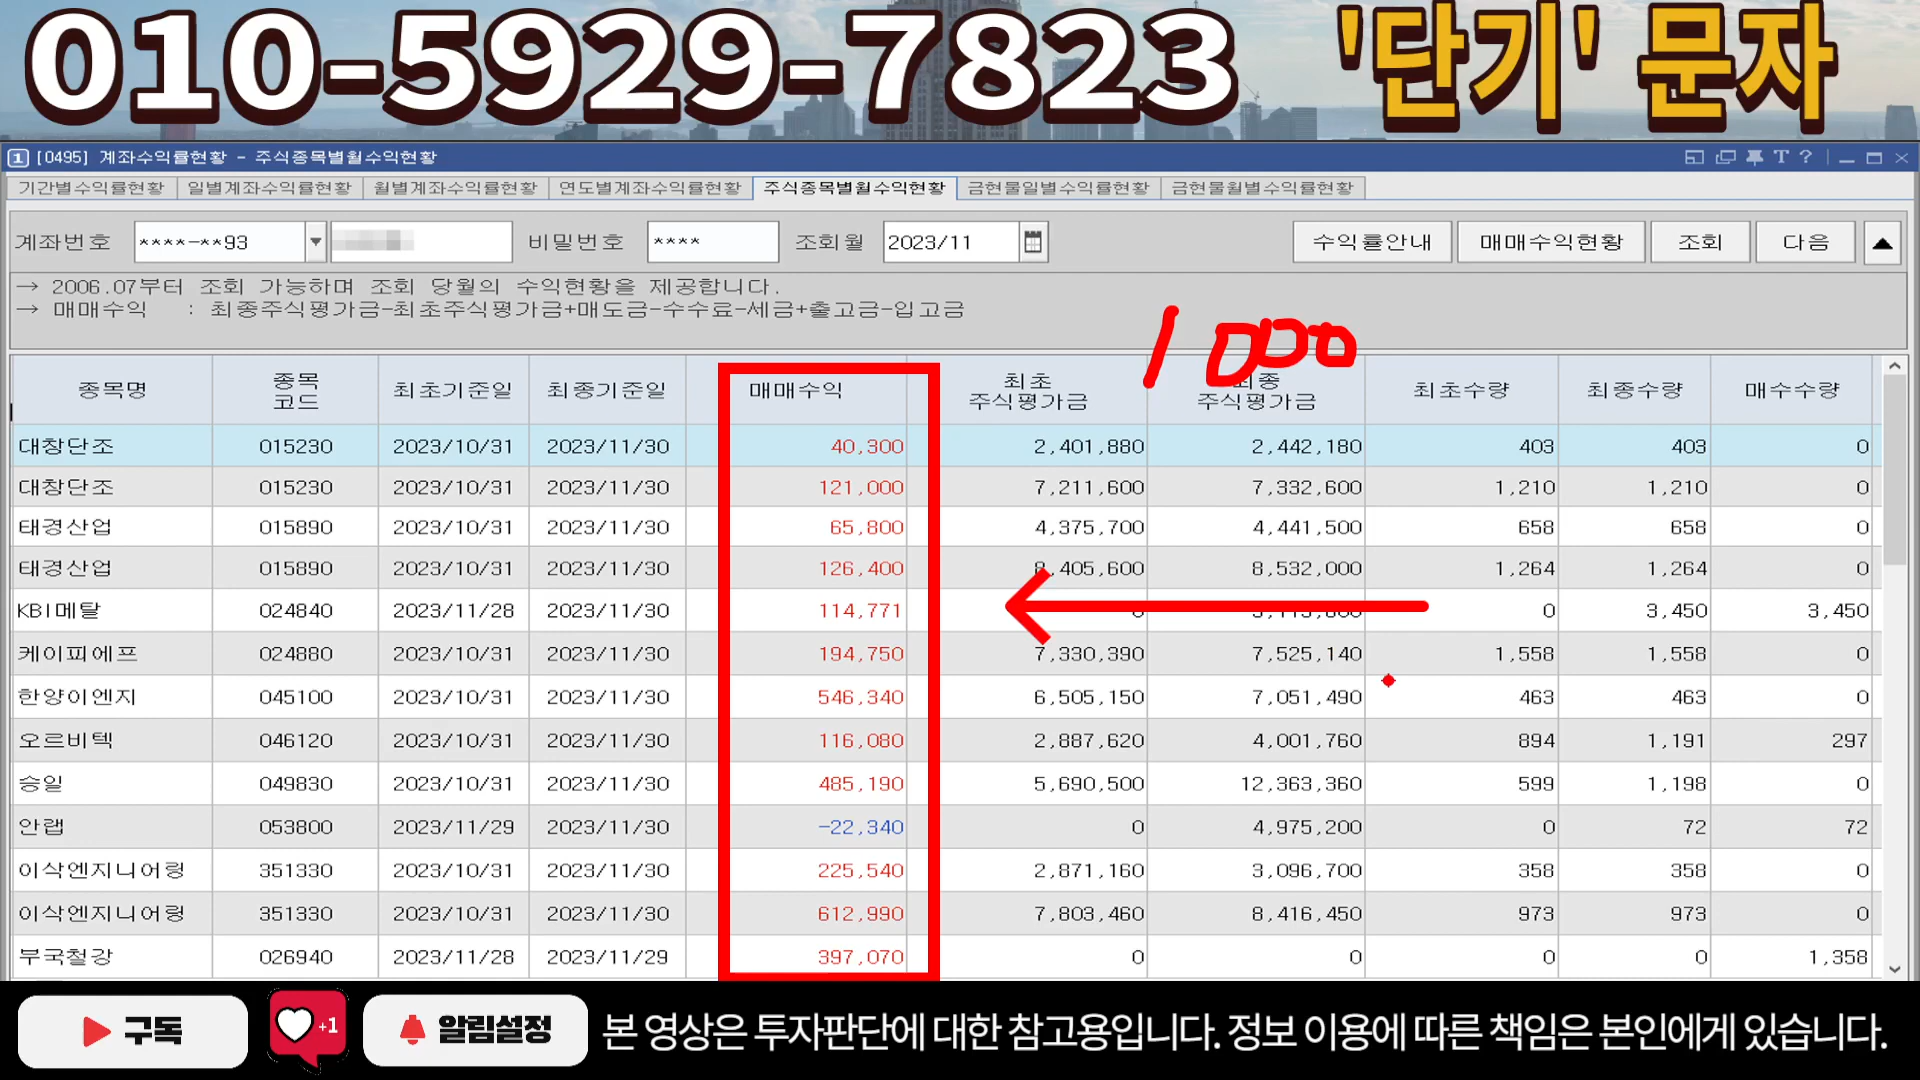 010-5929-7823 '단기' 문자
1 [0495] 계좌수익률현황 - 주식종목별월수익현황
기간별수익률현황 일별계좌수익률현황 월별계좌수익률현황 연도별계좌수익률현황 주식종목별월수익현황 금현물일별수익률현황 금현물월별수익률현황
계좌번호 ****-**93 비밀번호 **** 조회월 2023/11 수익률안내 매매수익현황 조회 다음
→ 2006.07부터 조회 가능하며 조회 당월의 수익현황을 제공합니다.
→ 매매수익 : 최종주식평가금-최초주식평가금+매도금-수수료-세금+출고금-입고금
1000
종목명 종목코드 최초기준일 최종기준일 매매수익 최초주식평가금 최종주식평가금 최초수량 최종수량 매수수량
대창단조 015230 2023/10/31 2023/11/30 40,300 2,401,880 2,442,180 403 403 0
대창단조 015230 2023/10/31 2023/11/30 121,000 7,211,600 7,332,600 1,210 1,210 0
태경산업 015890 2023/10/31 2023/11/30 65,800 4,375,700 4,441,500 658 658 0
태경산업 015890 2023/10/31 2023/11/30 126,400 8,405,600 8,532,000 1,264 1,264 0
KBI메탈 024840 2023/11/28 2023/11/30 114,771 0 0 3,450 3,450
케이피에프 024880 2023/10/31 2023/11/30 194,750 7,330,390 7,525,140 1,558 1,558 0
한양이엔지 045100 2023/10/31 2023/11/30 546,340 6,505,150 7,051,490 463 463 0
오르비텍 046120 2023/10/31 2023/11/30 116,080 2,887,620 4,001,760 894 1,191 297
승일 049830 2023/10/31 2023/11/30 485,190 5,690,500 12,363,360 599 1,198 0
안랩 053800 2023/11/29 2023/11/30 -22,340 0 4,975,200 0 72 72
이삭엔지니어링 351330 2023/10/31 2023/11/30 225,540 2,871,160 3,096,700 358 358 0
이삭엔지니어링 351330 2023/10/31 2023/11/30 612,990 7,803,460 8,416,450 973 973 0
부국철강 026940 2023/11/28 2023/11/29 397,070 0 0 0 0 1,358
구독 +1 알림설정 본 영상은 투자판단에 대한 참고용입니다. 정보 이용에 따른 책임은 본인에게 있습니다.